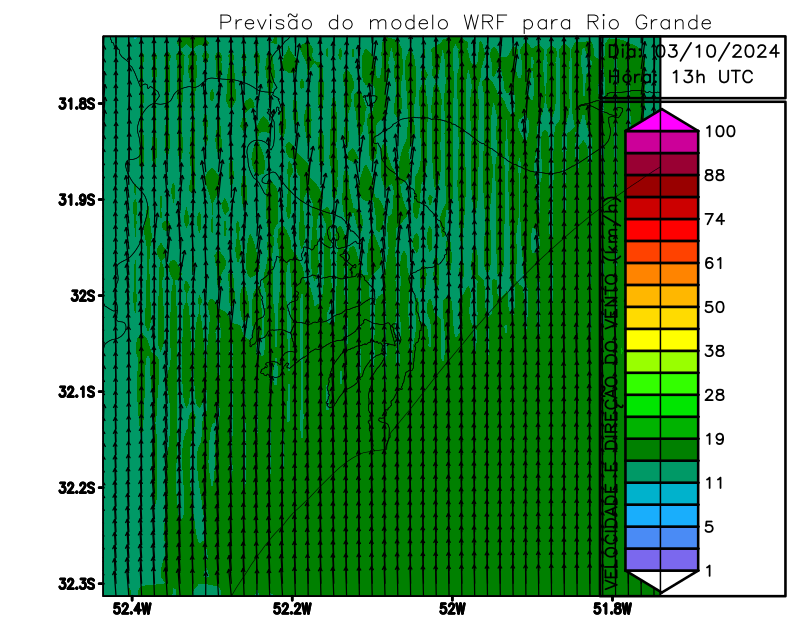 Previsão do modelo WRF para Rio Grande
Dia: 03/10/2024
Hora: 13h UTC
31.8S
31.9S
32S
32.1S
32.2S
32.3S
52.4W
52.2W
52W
51.8W
VELOCIDADE E DIREÇÃO DO VENTO (km/h)
100
88
74
61
50
38
28
19
11
5
1